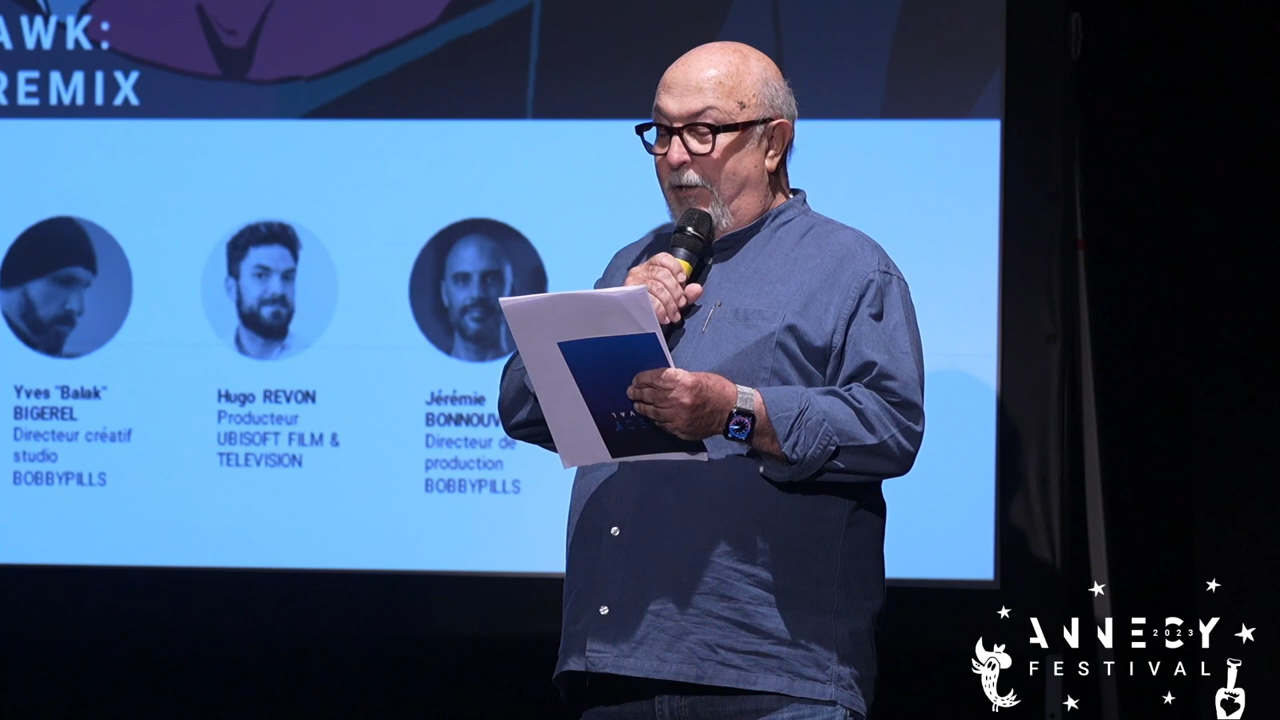 AWK:
REMIX
Yves "Balak"
BIGEREL
Directeur créatif
studio
BOBBYPILLS
Hugo REVON
Producteur
UBISOFT FILM &
TELEVISION
Jérémie
BONNOUV
Directeur de
production
BOBBYPILLS
ANNECY
2023
FESTIVAL